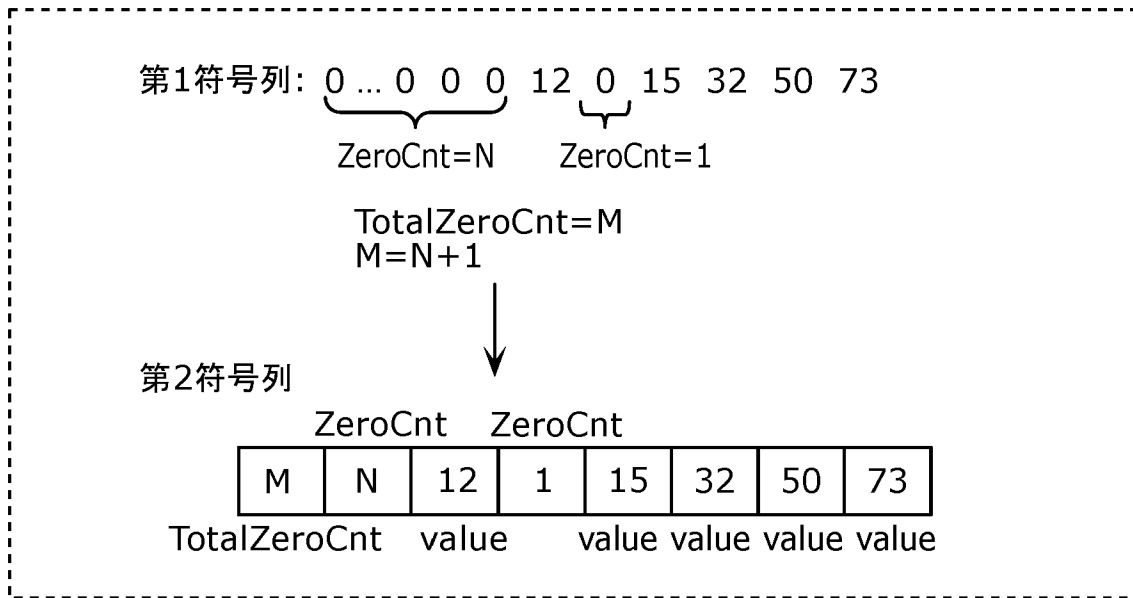 第1符号列: 0 ... 0 0 0 12 0 15 32 50 73
ZeroCnt=N ZeroCnt=1
TotalZeroCnt=M
M=N+1
第2符号列
ZeroCnt ZeroCnt
M N 12 1 15 32 50 73
TotalZeroCnt value value value value value